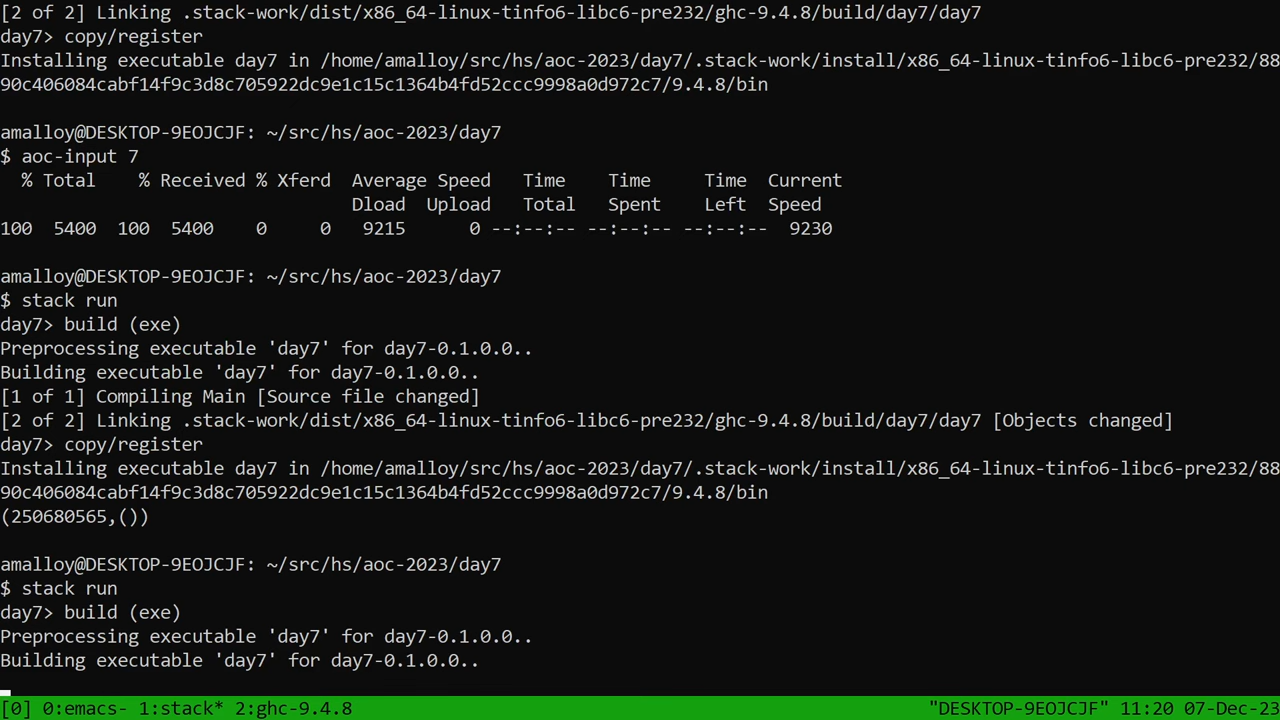 [2 of 2] Linking .stack-work/dist/x86_64-linux-tinfo6-libc6-pre232/ghc-9.4.8/build/day7/day7
day7> copy/register
Installing executable day7 in /home/amalloy/src/hs/aoc-2023/day7/.stack-work/install/x86_64-linux-tinfo6-libc6-pre232/88
90c406084cabf14f9c3d8c705922dc9e1c15c1364b4fd52ccc9998a0d972c7/9.4.8/bin
amalloy@DESKTOP-9EOJCJF: ~/src/hs/aoc-2023/day7
$ aoc-input 7
% Total % Received % Xferd Average Speed Time Time Time Current
Dload Upload Total Spent Left Speed
100 5400 100 5400 0 0 9215 0 --:--:-- --:--:-- --:--:-- 9230
amalloy@DESKTOP-9EOJCJF: ~/src/hs/aoc-2023/day7
$ stack run
day7> build (exe)
Preprocessing executable 'day7' for day7-0.1.0.0..
Building executable 'day7' for day7-0.1.0.0..
[1 of 1] Compiling Main [Source file changed]
[2 of 2] Linking .stack-work/dist/x86_64-linux-tinfo6-libc6-pre232/ghc-9.4.8/build/day7/day7 [Objects changed]
day7> copy/register
Installing executable day7 in /home/amalloy/src/hs/aoc-2023/day7/.stack-work/install/x86_64-linux-tinfo6-libc6-pre232/88
90c406084cabf14f9c3d8c705922dc9e1c15c1364b4fd52ccc9998a0d972c7/9.4.8/bin
(250680565,())
amalloy@DESKTOP-9EOJCJF: ~/src/hs/aoc-2023/day7
$ stack run
day7> build (exe)
Preprocessing executable 'day7' for day7-0.1.0.0..
Building executable 'day7' for day7-0.1.0.0..
[0] 0:emacs- 1:stack* 2:ghc-9.4.8 "DESKTOP-9EOJCJF" 11:20 07-Dec-23